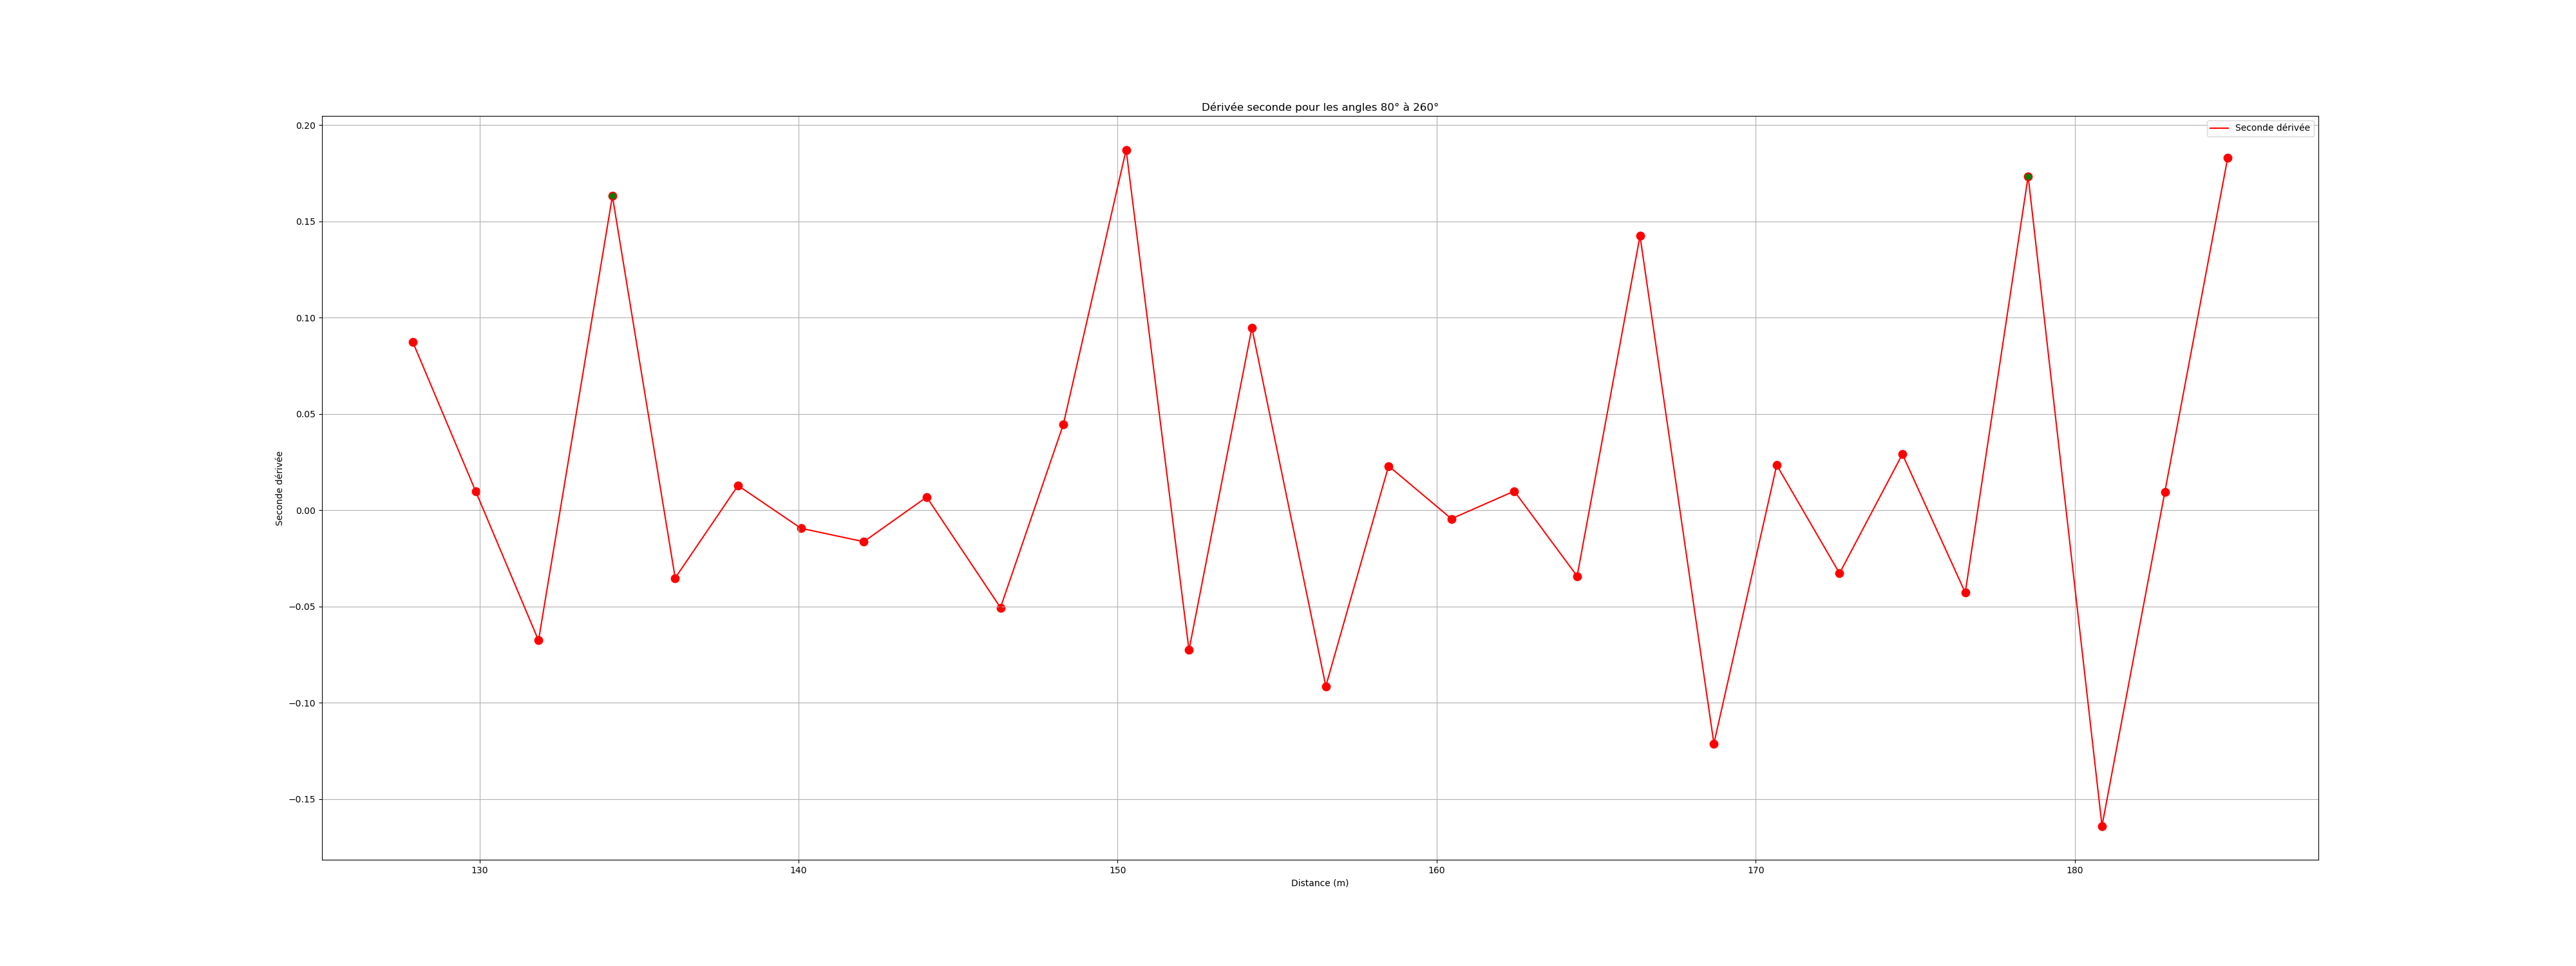 Dérivée seconde pour les angles 80° à 260°
Seconde dérivée
0.20
0.15
0.10
0.05
0.00
−0.05
−0.10
−0.15
Seconde dérivée
130 140 150 160 170 180
Distance (m)